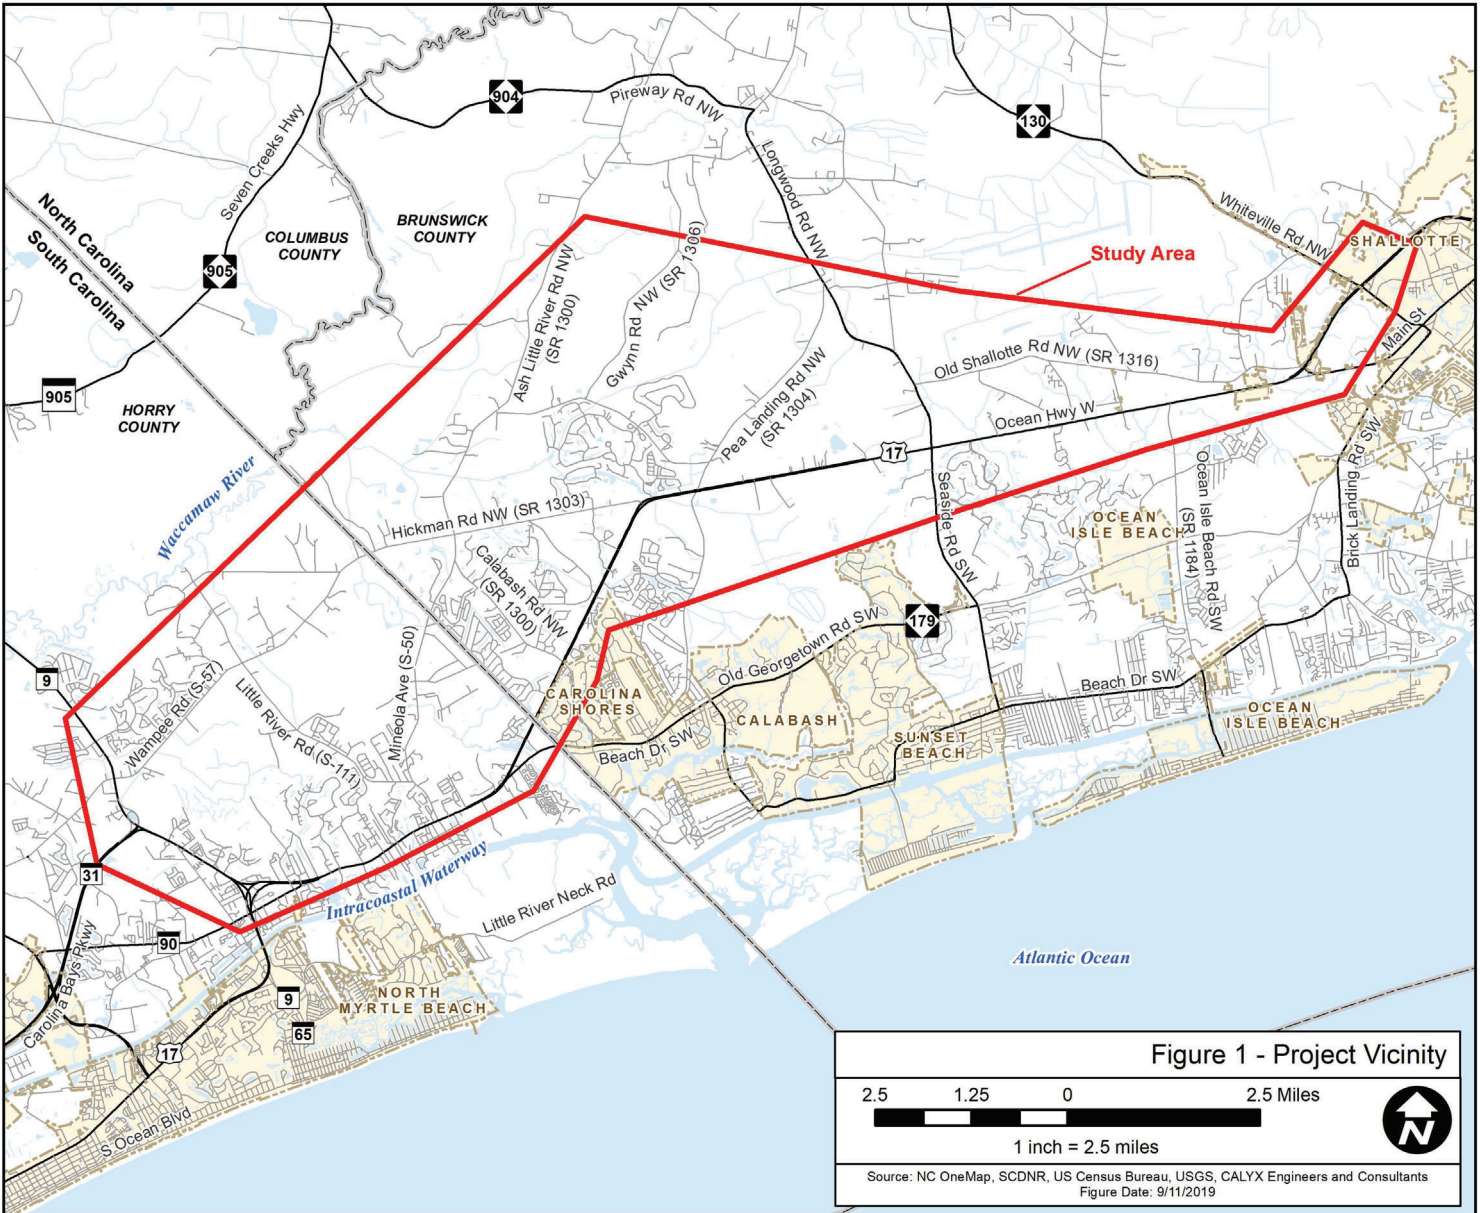 904
Pireway Rd NW
130
Seven Creeks Hwy
Longwood Rd NW
North Carolina
South Carolina
COLUMBUS
COUNTY
BRUNSWICK
COUNTY
Whiteville Rd NW
SHALLOTTE
905
Study Area
Ash Little River Rd NW
(SR 1300)
Gwynn Rd NW (SR 1306)
Main St
Old Shallotte Rd NW (SR 1316)
905
HORRY
COUNTY
Pea Landing Rd NW
(SR 1304)
Ocean Hwy W
17
Waccamaw River
Hickman Rd NW (SR 1303)
Seaside Rd SW
Ocean Isle Beach Rd SW
(SR 1184)
Brick Landing Rd SW
OCEAN
ISLE BEACH
Calabash Rd NW
(SR 1300)
179
Old Georgetown Rd SW
9
Wampee Rd (S-57)
Little River Rd (S-111)
Mineola Ave (S-50)
CAROLINA
SHORES
CALABASH
Beach Dr SW
Beach Dr SW
SUNSET
BEACH
OCEAN
ISLE BEACH
31
Intracoastal Waterway
Little River Neck Rd
90
Carolina Bays Pkwy
Atlantic Ocean
9
NORTH
MYRTLE BEACH
65
17
S Ocean Blvd
Figure 1 - Project Vicinity
2.5 1.25 0 2.5 Miles
1 inch = 2.5 miles
N
Source: NC OneMap, SCDNR, US Census Bureau, USGS, CALYX Engineers and Consultants
Figure Date: 9/11/2019